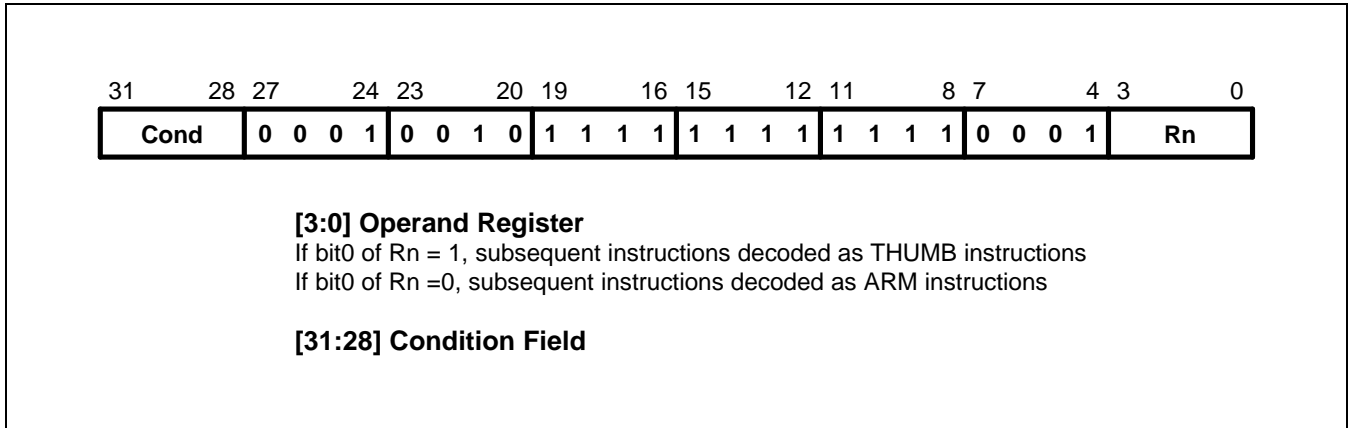 31 28 27 24 23 20 19 16 15 12 11 8 7 4 3 0
Cond 0 0 0 1 0 0 1 0 1 1 1 1 1 1 1 1 1 1 1 1 0 0 0 1 Rn
[3:0] Operand Register
If bit0 of Rn = 1, subsequent instructions decoded as THUMB instructions
If bit0 of Rn =0, subsequent instructions decoded as ARM instructions
[31:28] Condition Field